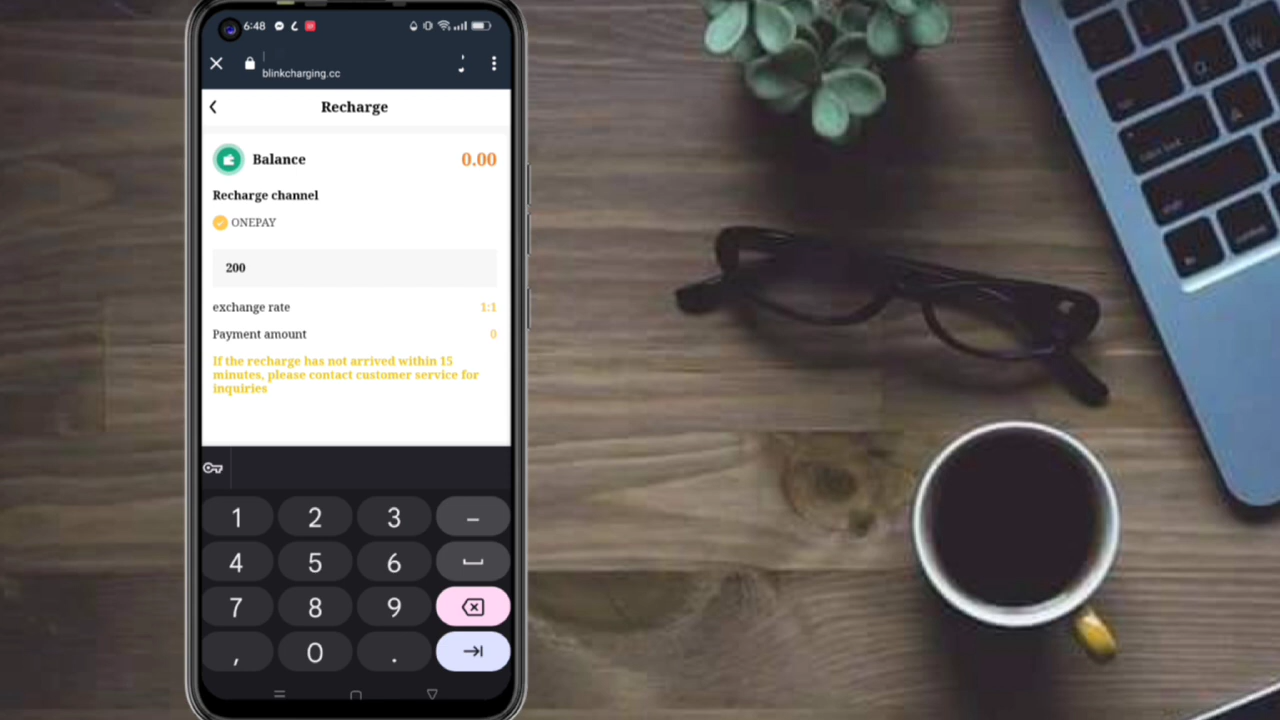 6:48
blinkcharging.cc
Recharge
Balance 0.00
Recharge channel
ONEPAY
200
exchange rate 1:1
Payment amount 0
If the recharge has not arrived within 15
minutes, please contact customer service for
inquiries
1 2 3 –
4 5 6
7 8 9
, 0 .